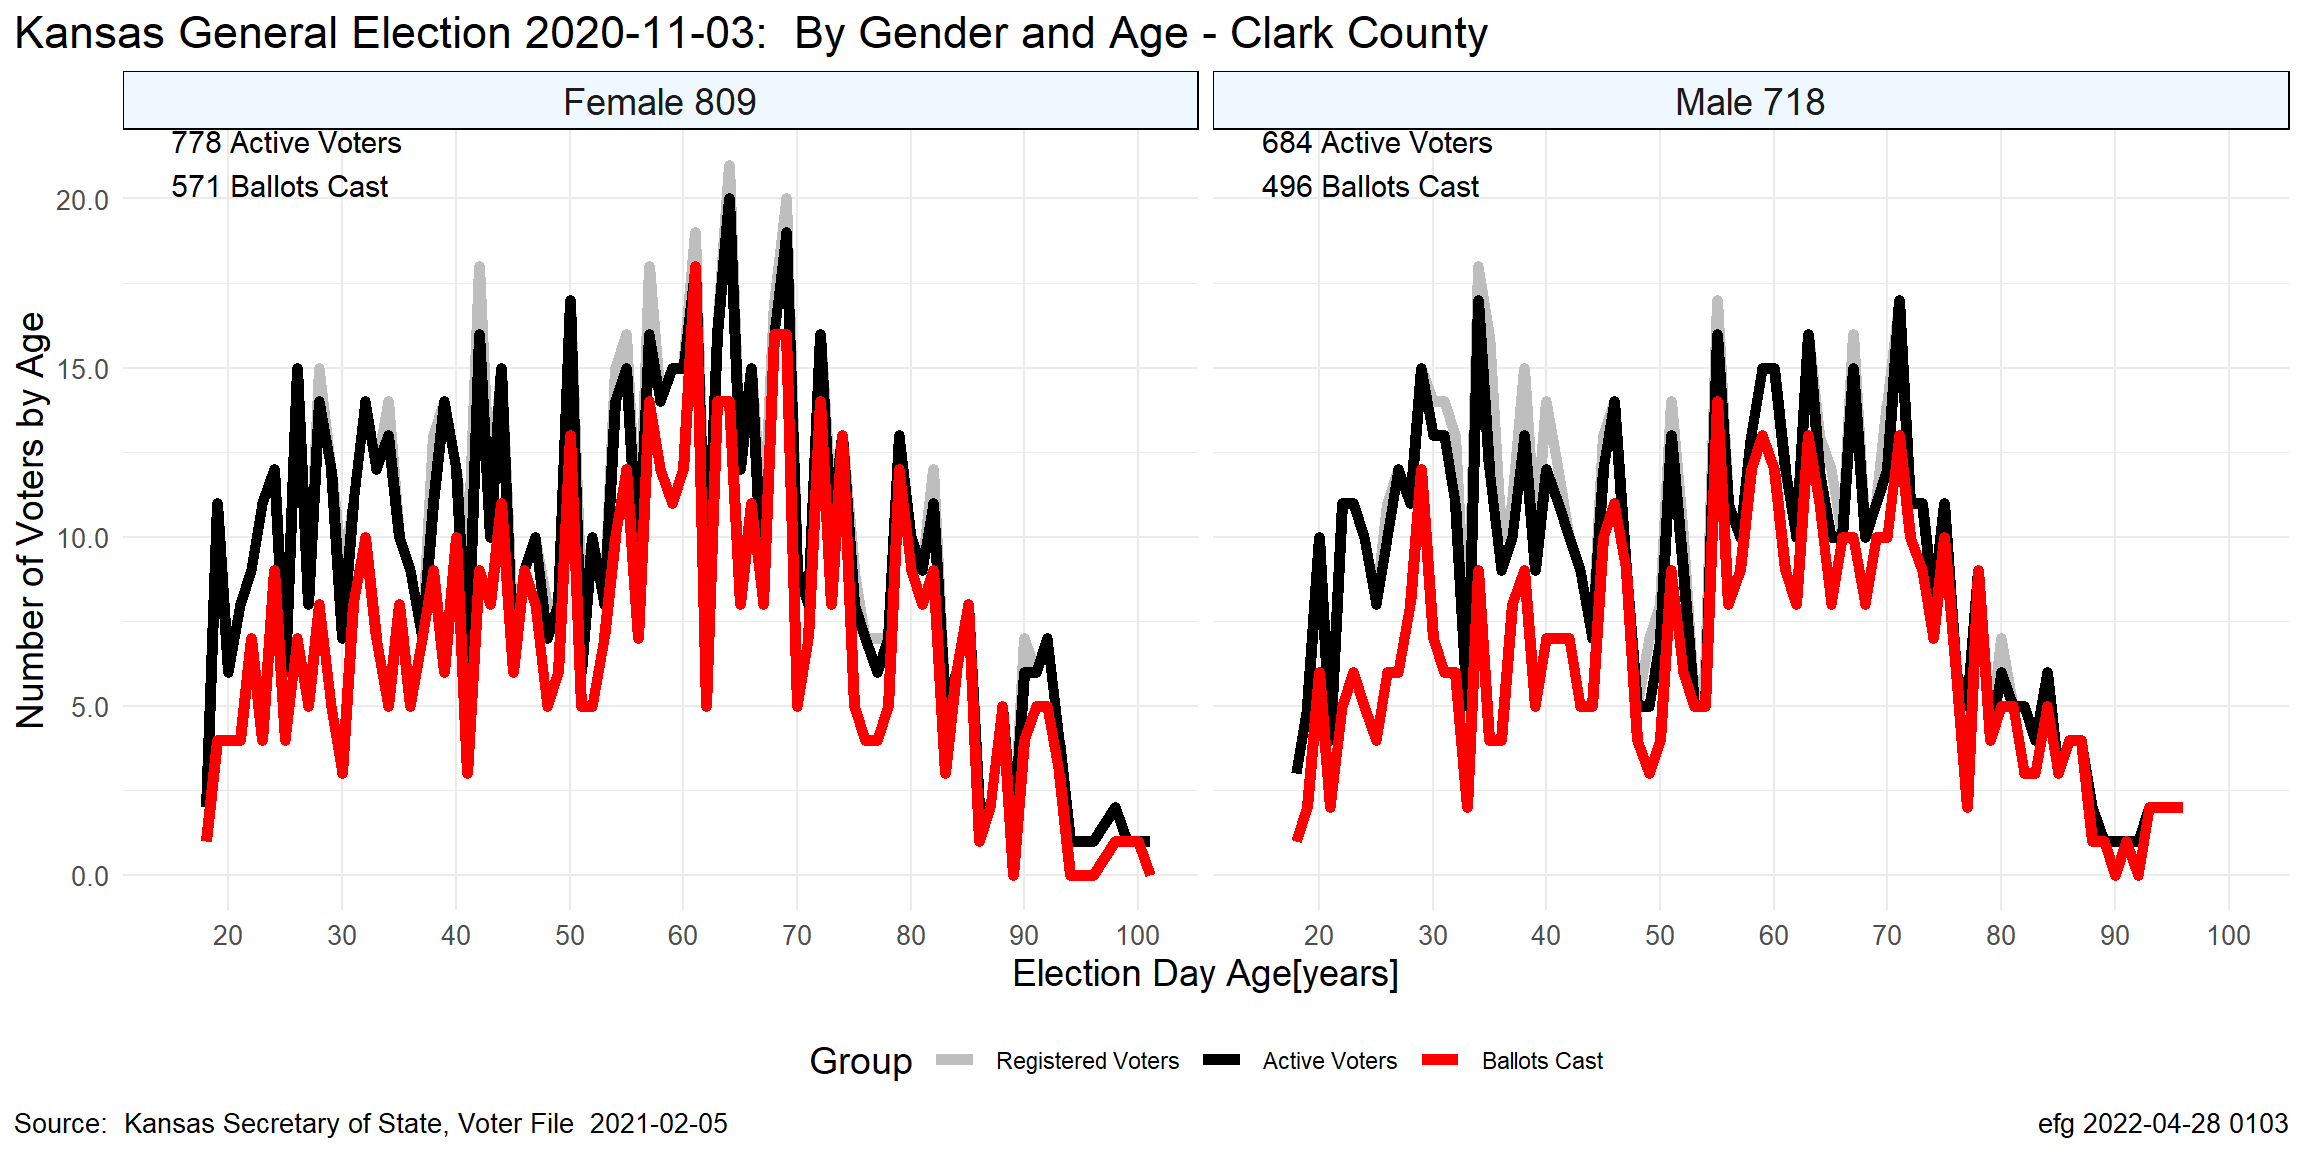 Kansas General Election 2020-11-03:  By Gender and Age - Clark County
Female 809
Male 718
778 Active Voters
571 Ballots Cast
684 Active Voters
496 Ballots Cast
Number of Voters by Age
20.0
15.0
10.0
5.0
0.0
20 30 40 50 60 70 80 90 100
20 30 40 50 60 70 80 90 100
Election Day Age[years]
Group Registered Voters Active Voters Ballots Cast
Source:  Kansas Secretary of State, Voter File  2021-02-05
efg 2022-04-28 0103